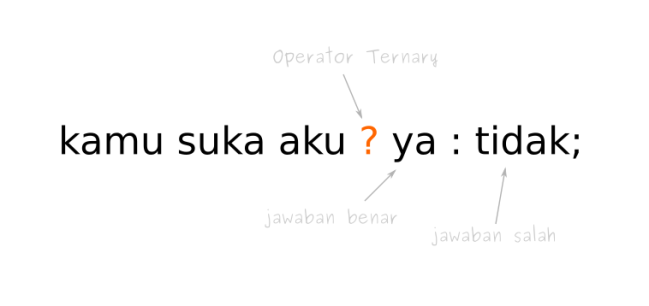 Operator Ternary
kamu suka aku ? ya : tidak;
jawaban benar
jawaban salah